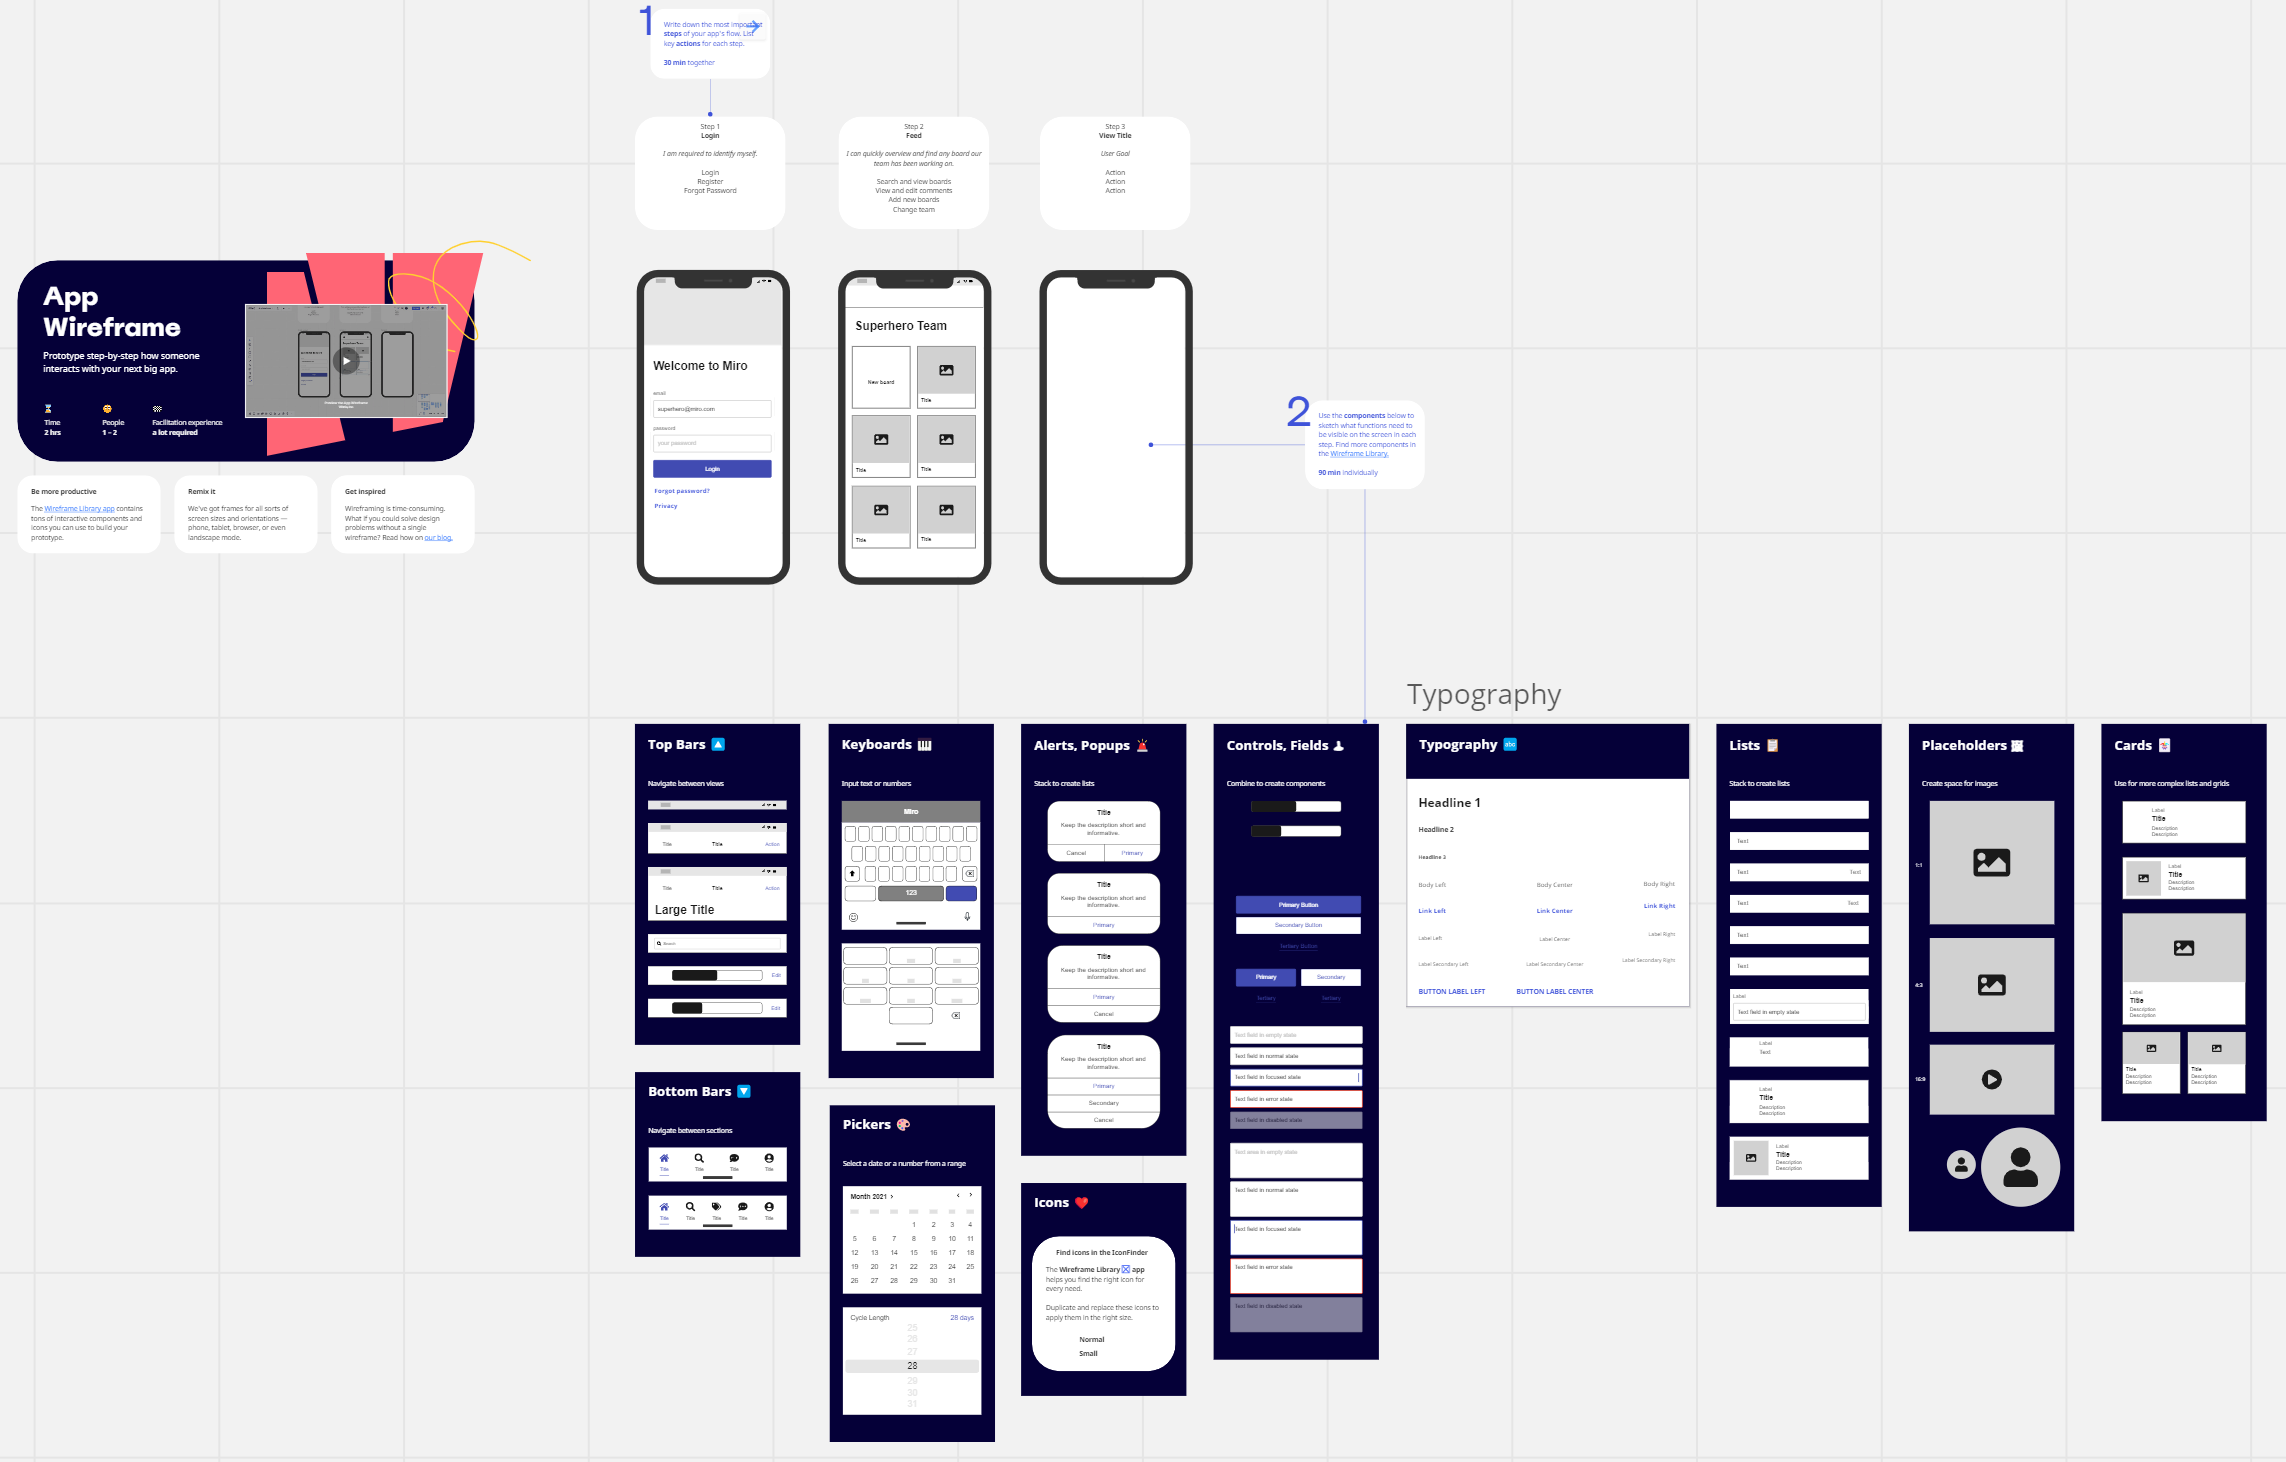 1
Write down the most important
steps of your app's flow. List
key actions for each step.
30 min together
Step 1
Login
I am required to identify myself.
Login
Register
Forgot Password
Step 2
Feed
I can quickly overview and find any board our
team has been working on.
Search and view boards
View and edit comments
Add new boards
Change team
Step 3
View Title
User Goal
Action
Action
Action
App
Wireframe
Prototype step-by-step how someone
interacts with your next big app.
Time
2 hrs
People
1 – 2
Facilitation experience
a lot required
Be more productive
The Wireframe Library app contains
tons of interactive components and
icons you can use to build your
prototype.
Remix it
We've got frames for all sorts of
screen sizes and orientations —
phone, tablet, browser, or even
landscape mode.
Get inspired
Wireframing is time-consuming.
What if you could solve design
problems without a single
wireframe? Read how on our blog.
Welcome to Miro
email
superhero@miro.com
password
your password
Login
Forgot password?
Privacy
Superhero Team
New board
Title
Title
Title
Title
Title
2
Use the components below to
sketch what functions need to
be visible on the screen in each
step. Find more components in
the Wireframe Library.
90 min individually
Typography
Top Bars
Navigate between views
Title
Title
Action
Title
Title
Action
Large Title
Search
Edit
Edit
Bottom Bars
Navigate between sections
Title
Title
Title
Title
Title
Title
Title
Title
Title
Keyboards
Input text or numbers
Miro
123
Pickers
Select a date or a number from a range
Month 2021 ›
‹ ›
1 2 3 4
5 6 7 8 9 10 11
12 13 14 15 16 17 18
19 20 21 22 23 24 25
26 27 28 29 30 31
Cycle Length
28 days
25
26
27
28
29
30
31
Alerts, Popups
Stack to create lists
Title
Keep the description short and
informative.
Cancel
Primary
Title
Keep the description short and
informative.
Primary
Title
Keep the description short and
informative.
Primary
Cancel
Title
Keep the description short and
informative.
Primary
Secondary
Cancel
Icons
Find icons in the IconFinder
The Wireframe Library app
helps you find the right icon for
every need.
Duplicate and replace these icons to
apply them in the right size.
Normal
Small
Controls, Fields
Combine to create components
Primary Button
Secondary Button
Tertiary Button
Primary
Secondary
Tertiary
Tertiary
Text field in empty state
Text field in normal state
Text field in focused state
Text field in error state
Text field in disabled state
Text area in empty state
Text field in normal state
Text field in focused state
Text field in error state
Text field in disabled state
Typography
abc
Headline 1
Headline 2
Headline 3
Body Left
Body Center
Body Right
Link Left
Link Center
Link Right
Label Left
Label Center
Label Right
Label Secondary Left
Label Secondary Center
Label Secondary Right
BUTTON LABEL LEFT
BUTTON LABEL CENTER
Lists
Stack to create lists
Text
Text
Text
Text
Text
Text
Text
Label
Text field in empty state
Label
Text
Label
Title
Description
Description
Label
Title
Description
Description
Placeholders
Create space for images
1:1
4:3
16:9
Cards
Use for more complex lists and grids
Label
Title
Description
Description
Label
Title
Description
Description
Label
Title
Description
Description
Title
Description
Description
Title
Description
Description